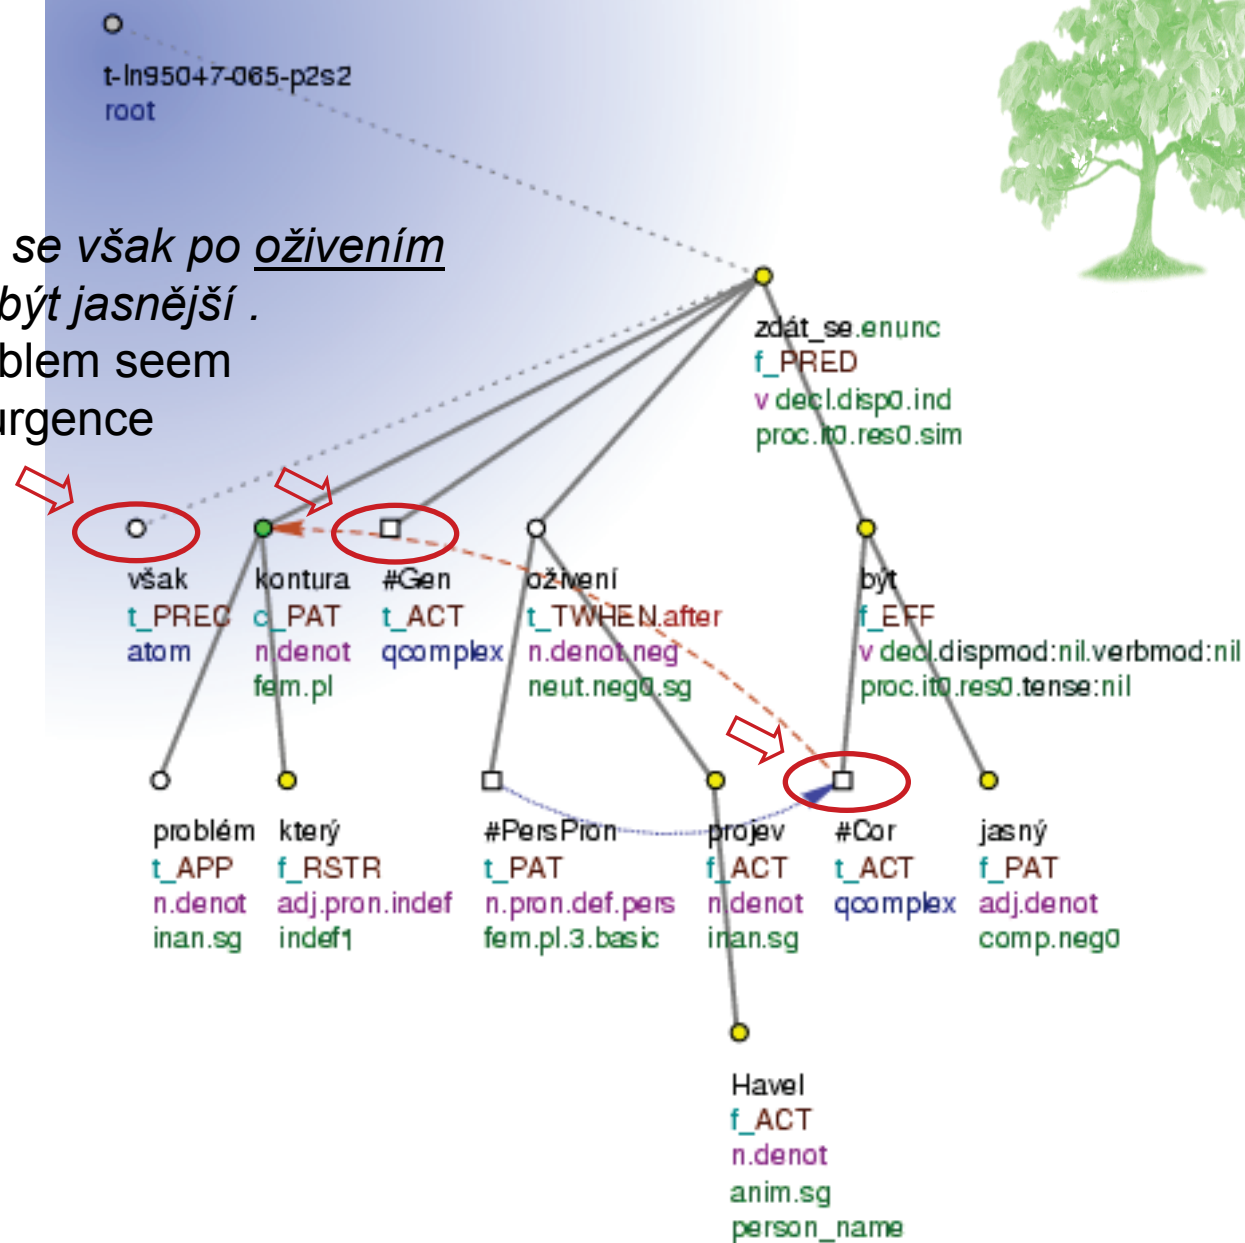 t-ln95047-065-p2s2
root
se však po oživením
být jasnější .
blem seem
urgence
zdát_se.enunc
f_PRED
v decl.disp0.ind
proc.it0.res0.sim
však kontura #Gen oživení být
t_PREC c_PAT t_ACT t_TWHEN.after f_EFF
atom n.denot qcomplex n.denot.neg v decl.dispmod:nil.verbmod:nil
fem.pl neut.neg0.sg proc.it0.res0.tense:nil
problém který #PersPron projev #Cor jasný
t_APP f_RSTR t_PAT f_ACT t_ACT f_PAT
n.denot adj.pron.indef n.pron.def.pers n.denot qcomplex adj.denot
inan.sg indef1 fem.pl.3.basic inan.sg comp.neg0
Havel
f_ACT
n.denot
anim.sg
person_name